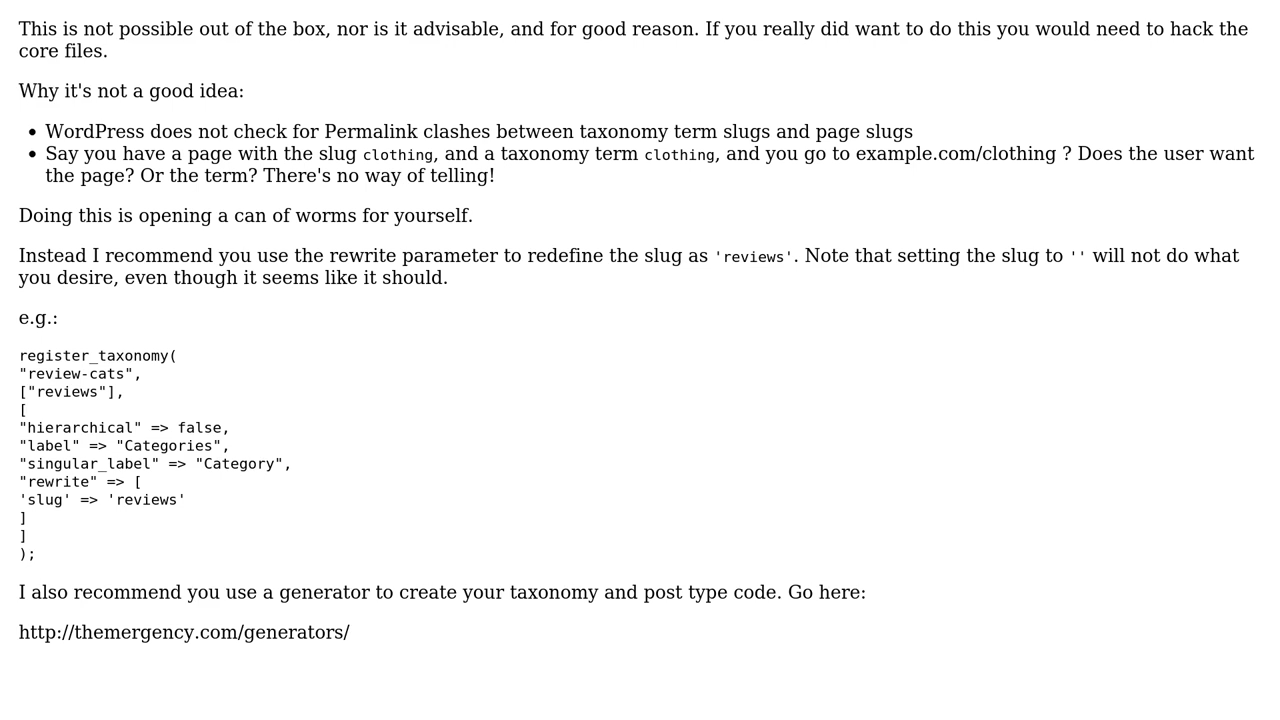 This is not possible out of the box, nor is it advisable, and for good reason. If you really did want to do this you would need to hack the
core files.
Why it's not a good idea:
• WordPress does not check for Permalink clashes between taxonomy term slugs and page slugs
• Say you have a page with the slug clothing, and a taxonomy term clothing, and you go to example.com/clothing ? Does the user want
the page? Or the term? There's no way of telling!
Doing this is opening a can of worms for yourself.
Instead I recommend you use the rewrite parameter to redefine the slug as 'reviews'. Note that setting the slug to '' will not do what
you desire, even though it seems like it should.
e.g.:
register_taxonomy(
"review-cats",
["reviews"],
[
"hierarchical" => false,
"label" => "Categories",
"singular_label" => "Category",
"rewrite" => [
'slug' => 'reviews'
]
]
);
I also recommend you use a generator to create your taxonomy and post type code. Go here:
http://themergency.com/generators/